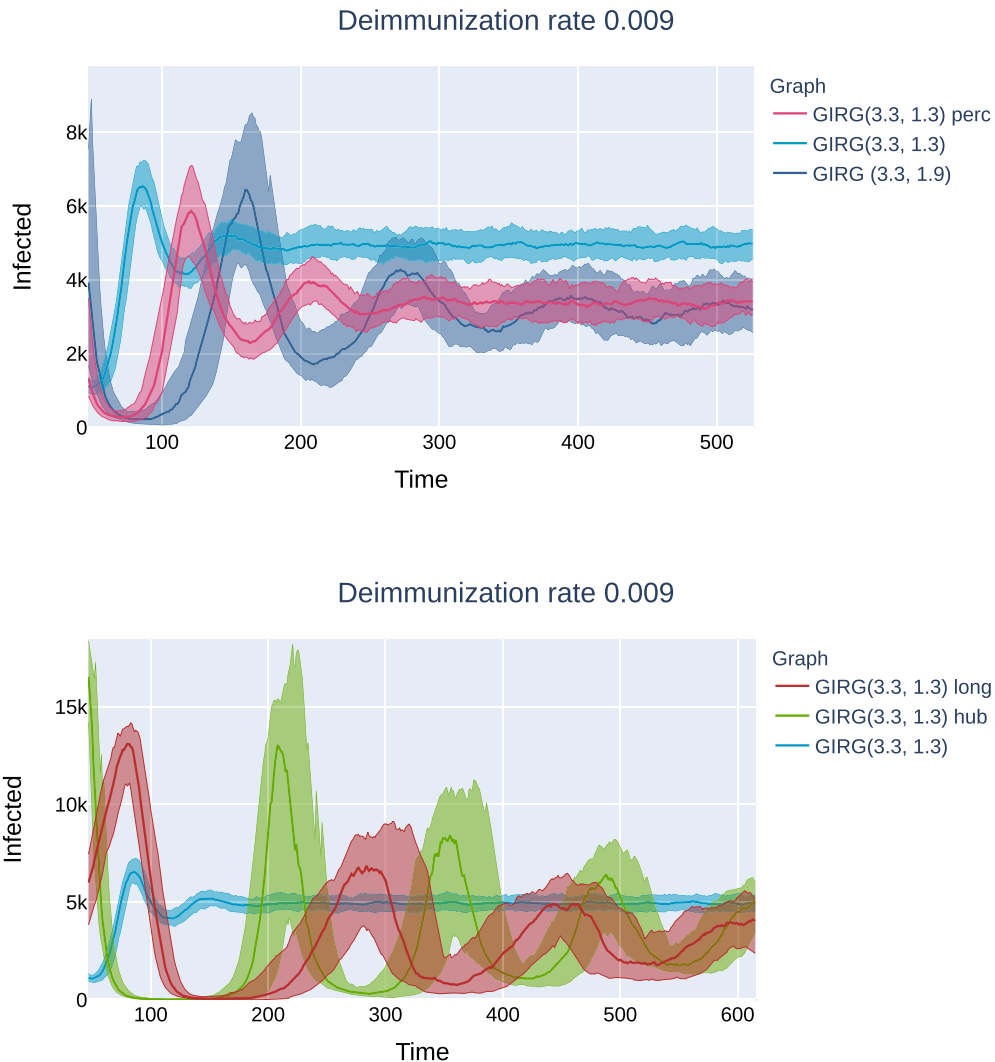 Deimmunization rate 0.009
Graph
GIRG(3.3, 1.3) perc
GIRG(3.3, 1.3)
GIRG (3.3, 1.9)
8k
6k
4k
2k
0
Infected
100 200 300 400 500
Time
Deimmunization rate 0.009
Graph
GIRG(3.3, 1.3) long
GIRG(3.3, 1.3) hub
GIRG(3.3, 1.3)
15k
10k
5k
0
Infected
100 200 300 400 500 600
Time